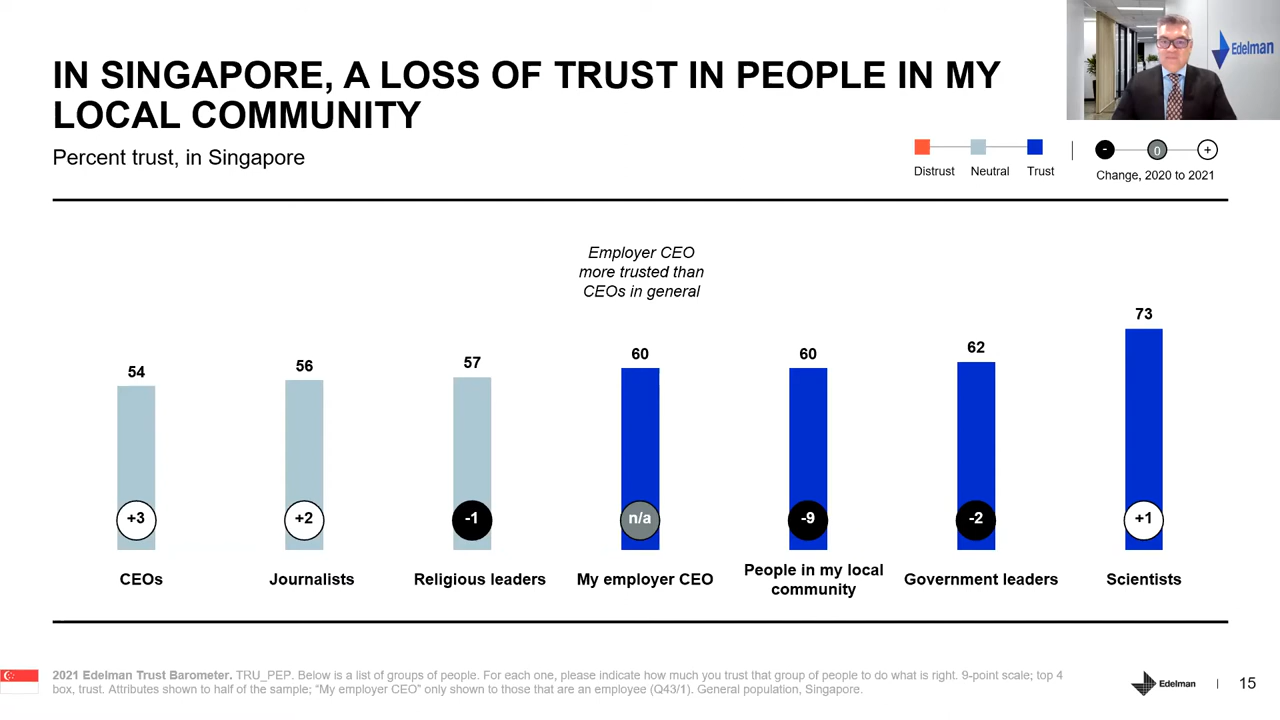 Edelman
IN SINGAPORE, A LOSS OF TRUST IN PEOPLE IN MY
LOCAL COMMUNITY
Percent trust, in Singapore
- 0 +
Distrust Neutral Trust
Change, 2020 to 2021
Employer CEO
more trusted than
CEOs in general
54 56 57 60 60 62 73
+3 +2 -1 n/a -9 -2 +1
CEOs Journalists Religious leaders My employer CEO People in my local
community Government leaders Scientists
2021 Edelman Trust Barometer. TRU_PEP. Below is a list of groups of people. For each one, please indicate how much you trust that group of people to do what is right. 9-point scale; top 4
box, trust. Attributes shown to half of the sample; “My employer CEO” only shown to those that are an employee (Q43/1). General population, Singapore.
Edelman | 15